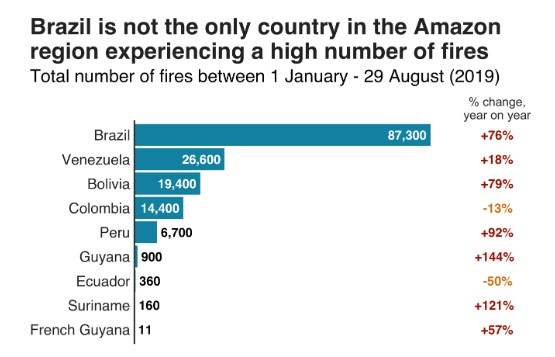 Brazil is not the only country in the Amazon
region experiencing a high number of fires
Total number of fires between 1 January - 29 August (2019)
% change,
year on year
Brazil 87,300 +76%
Venezuela 26,600 +18%
Bolivia 19,400 +79%
Colombia 14,400 -13%
Peru 6,700 +92%
Guyana 900 +144%
Ecuador 360 -50%
Suriname 160 +121%
French Guyana 11 +57%